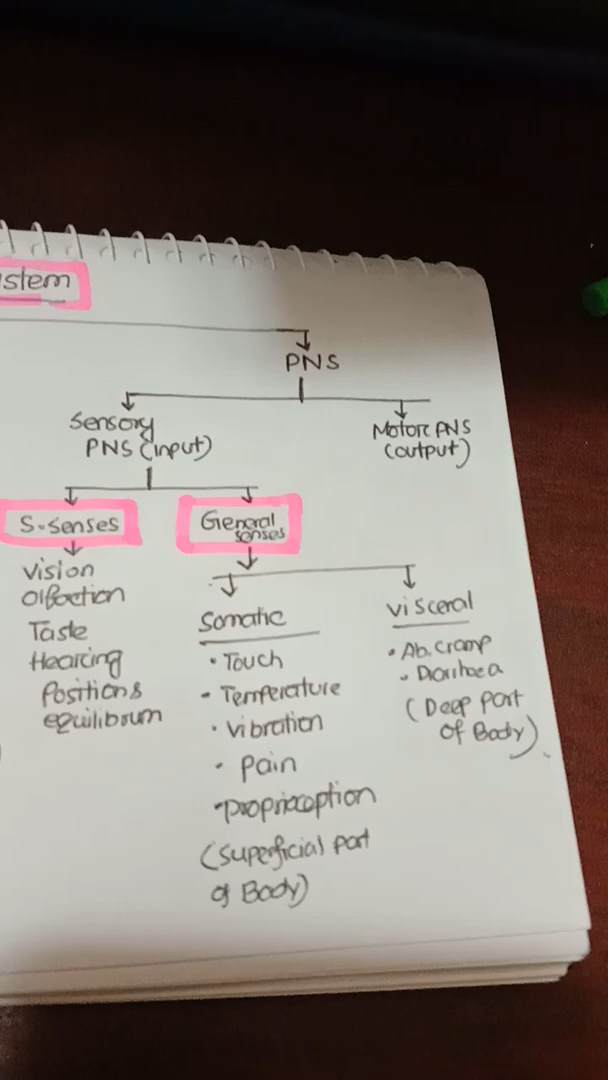 stem
PNS
Sensory
PNS (input)
Motor PNS
(output)
S.senses
General
senses
Vision
Olfaction
Taste
Hearing
Positions
equilibrum
Somatic
• Touch
• Temperature
• Vibration
• Pain
• Proprioception
(Superficial part
of Body)
visceral
• Ab. cramp
• Diarrhoea
(Deep Part
of Body)